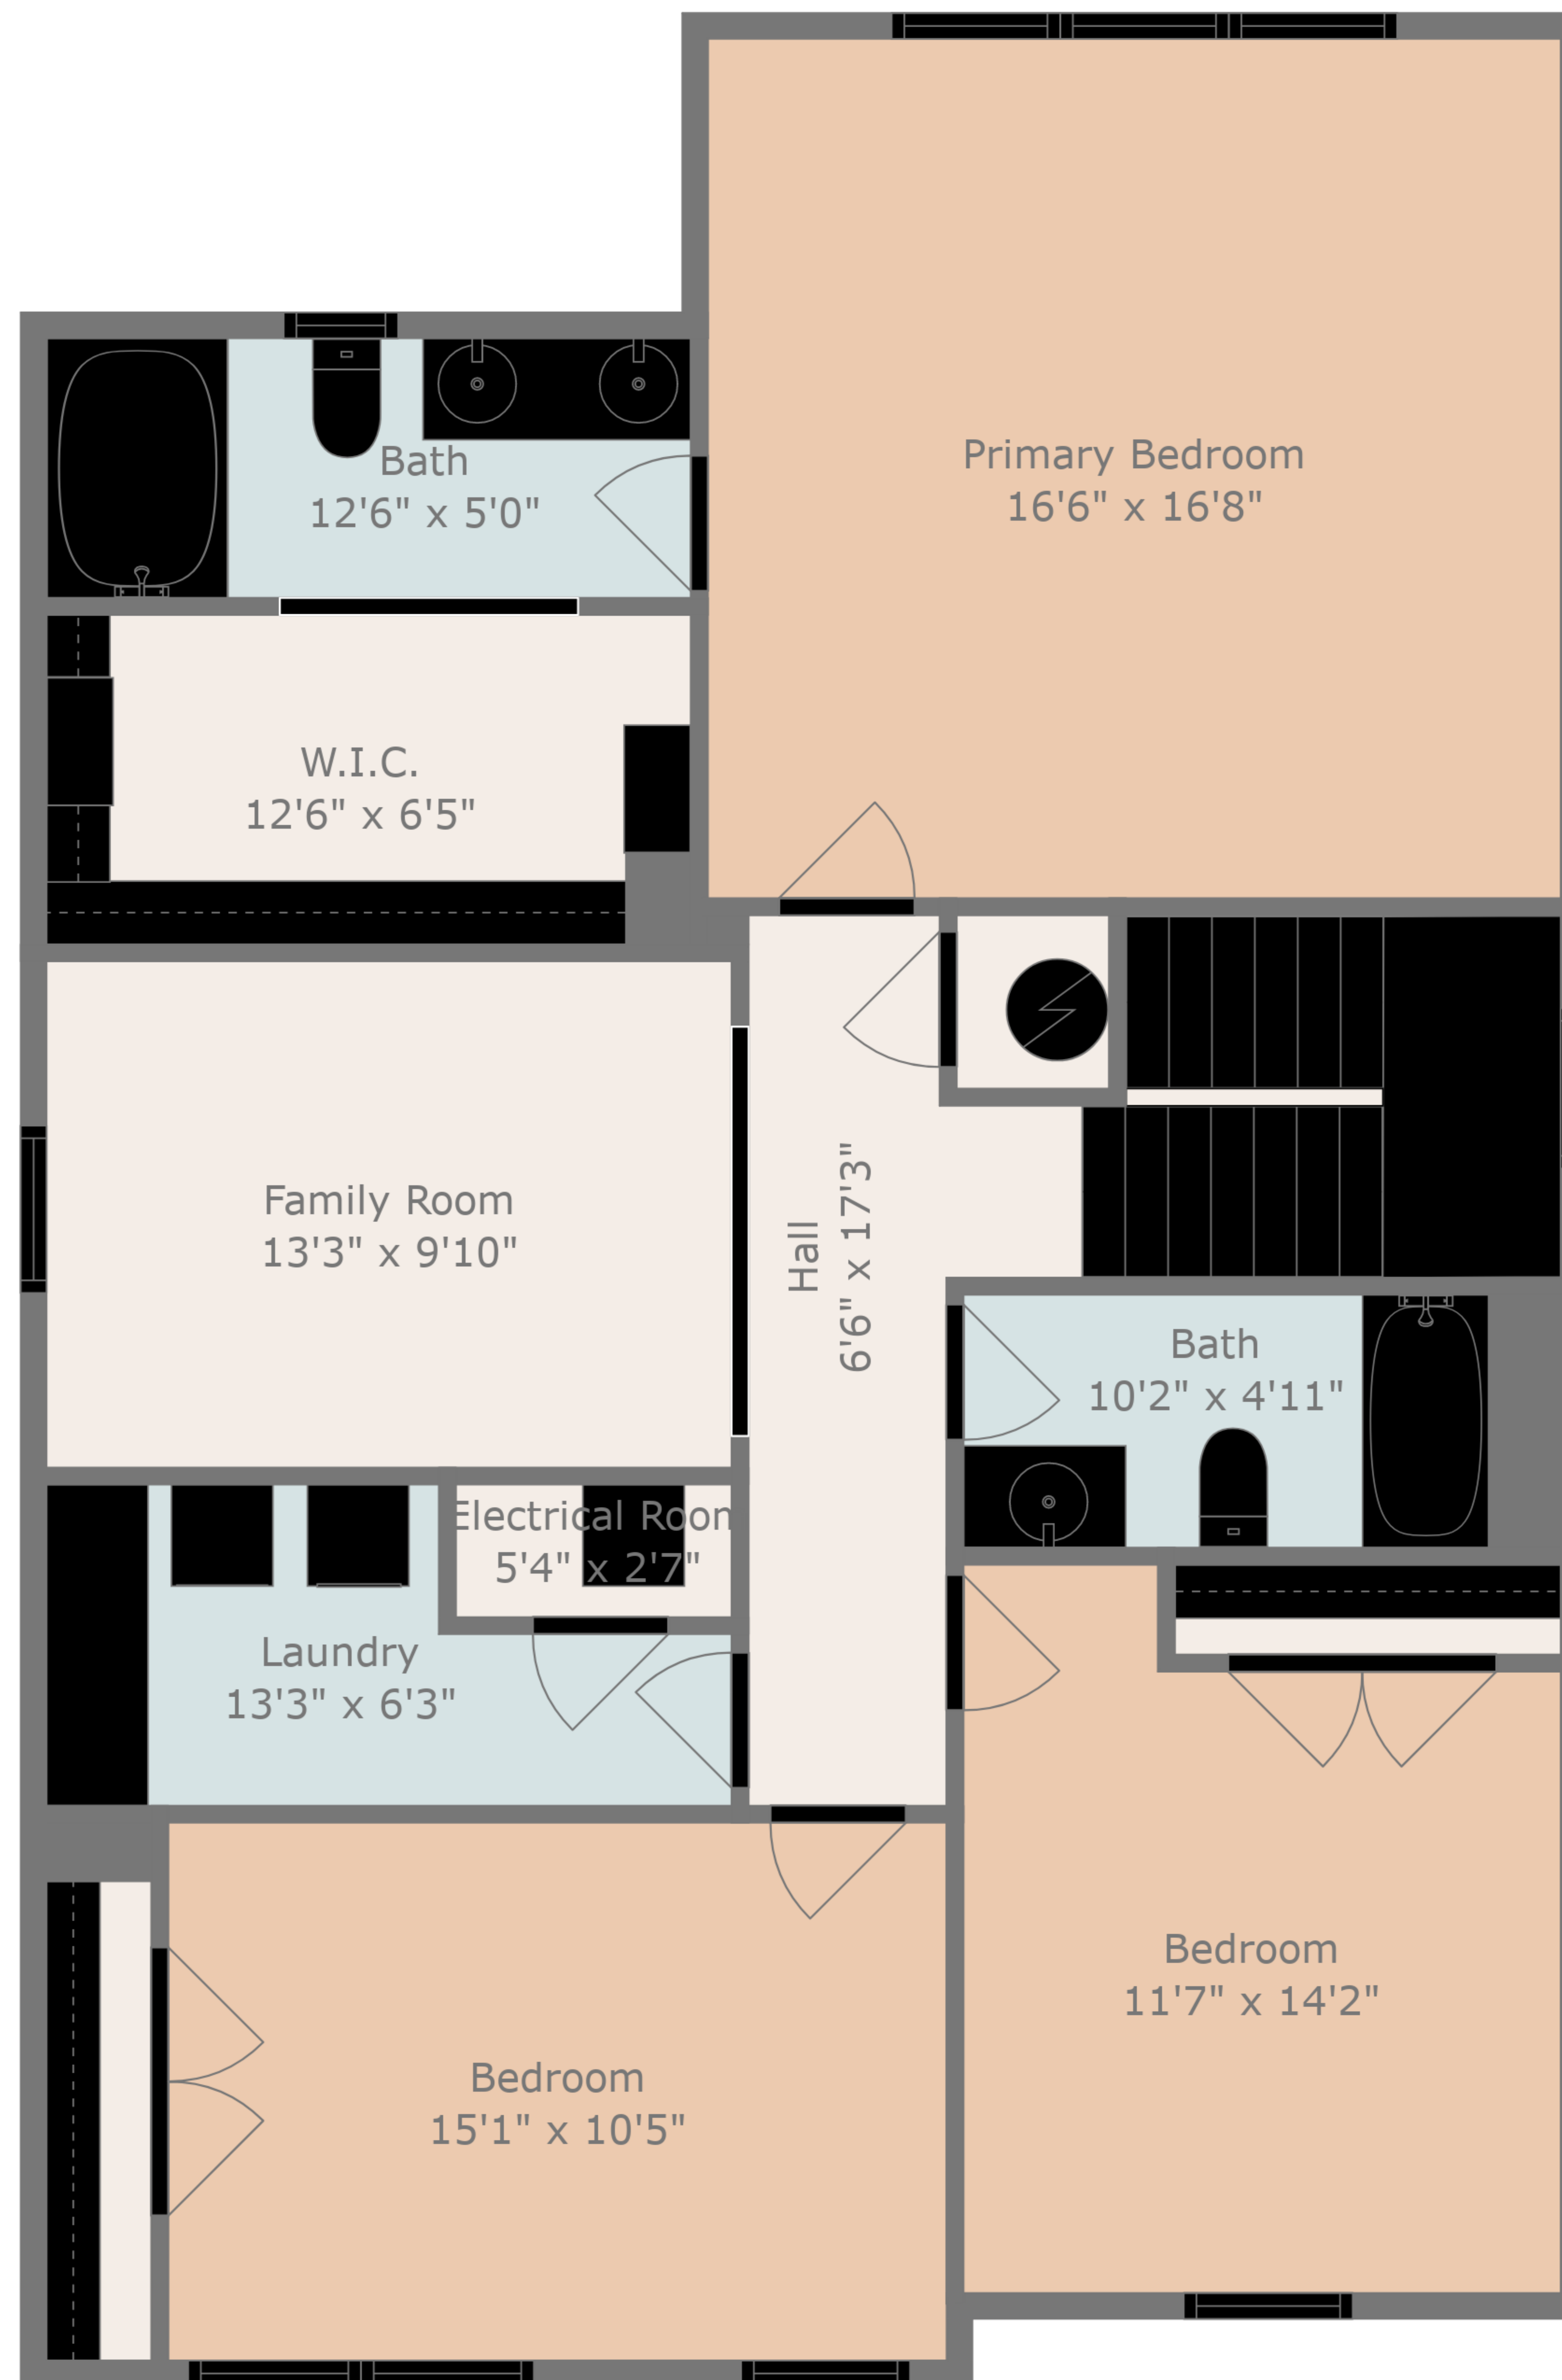 Primary Bedroom
16'6" x 16'8"
Bath
12'6" x 5'0"
W.I.C.
12'6" x 6'5"
Family Room
13'3" x 9'10"
Hall
6'6" x 17'3"
Bath
10'2" x 4'11"
Electrical Room
5'4" x 2'7"
Laundry
13'3" x 6'3"
Bedroom
11'7" x 14'2"
Bedroom
15'1" x 10'5"